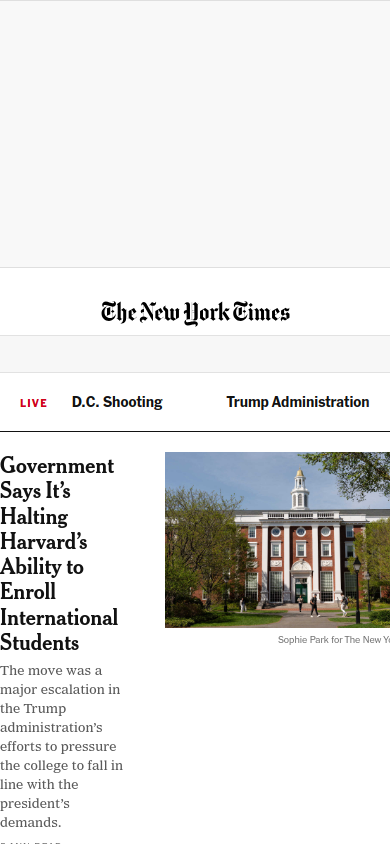 The New York Times
LIVE
D.C. Shooting
Trump Administration
Government
Says It’s
Halting
Harvard’s
Ability to
Enroll
International
Students
Sophie Park for The New Yo
The move was a
major escalation in
the Trump
administration’s
efforts to pressure
the college to fall in
line with the
president’s
demands.